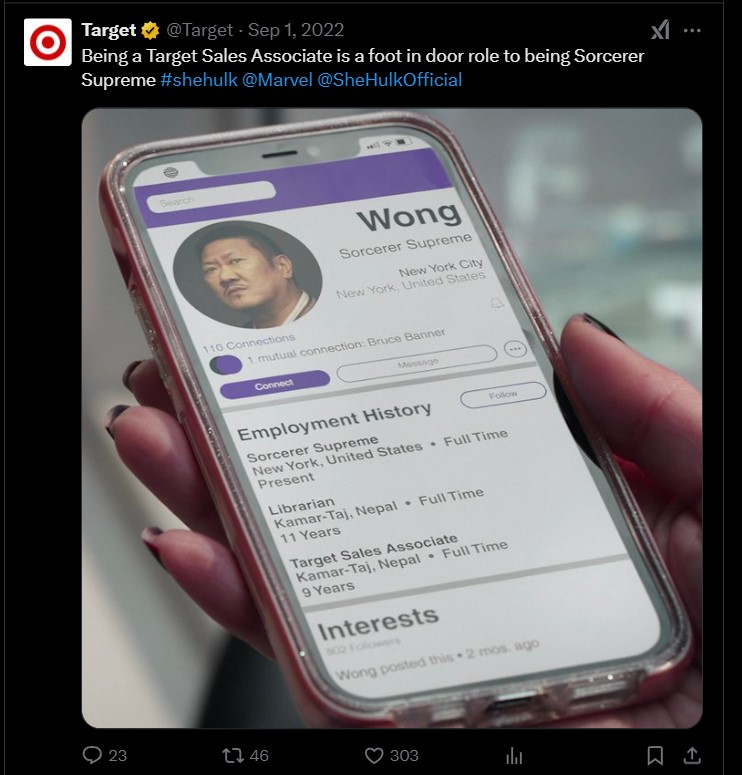 Target @Target · Sep 1, 2022
Being a Target Sales Associate is a foot in door role to being Sorcerer
Supreme #shehulk @Marvel @SheHulkOfficial
Search
Wong
Sorcerer Supreme
New York City
New York, United States
110 Connections
1 mutual connection: Bruce Banner
Connect
Message
Employment History
Follow
Sorcerer Supreme
New York, United States • Full Time
Present
Librarian
Kamar-Taj, Nepal • Full Time
11 Years
Target Sales Associate
Kamar-Taj, Nepal • Full Time
9 Years
Interests
802 Followers
Wong posted this • 2 mos. ago
23
46
303